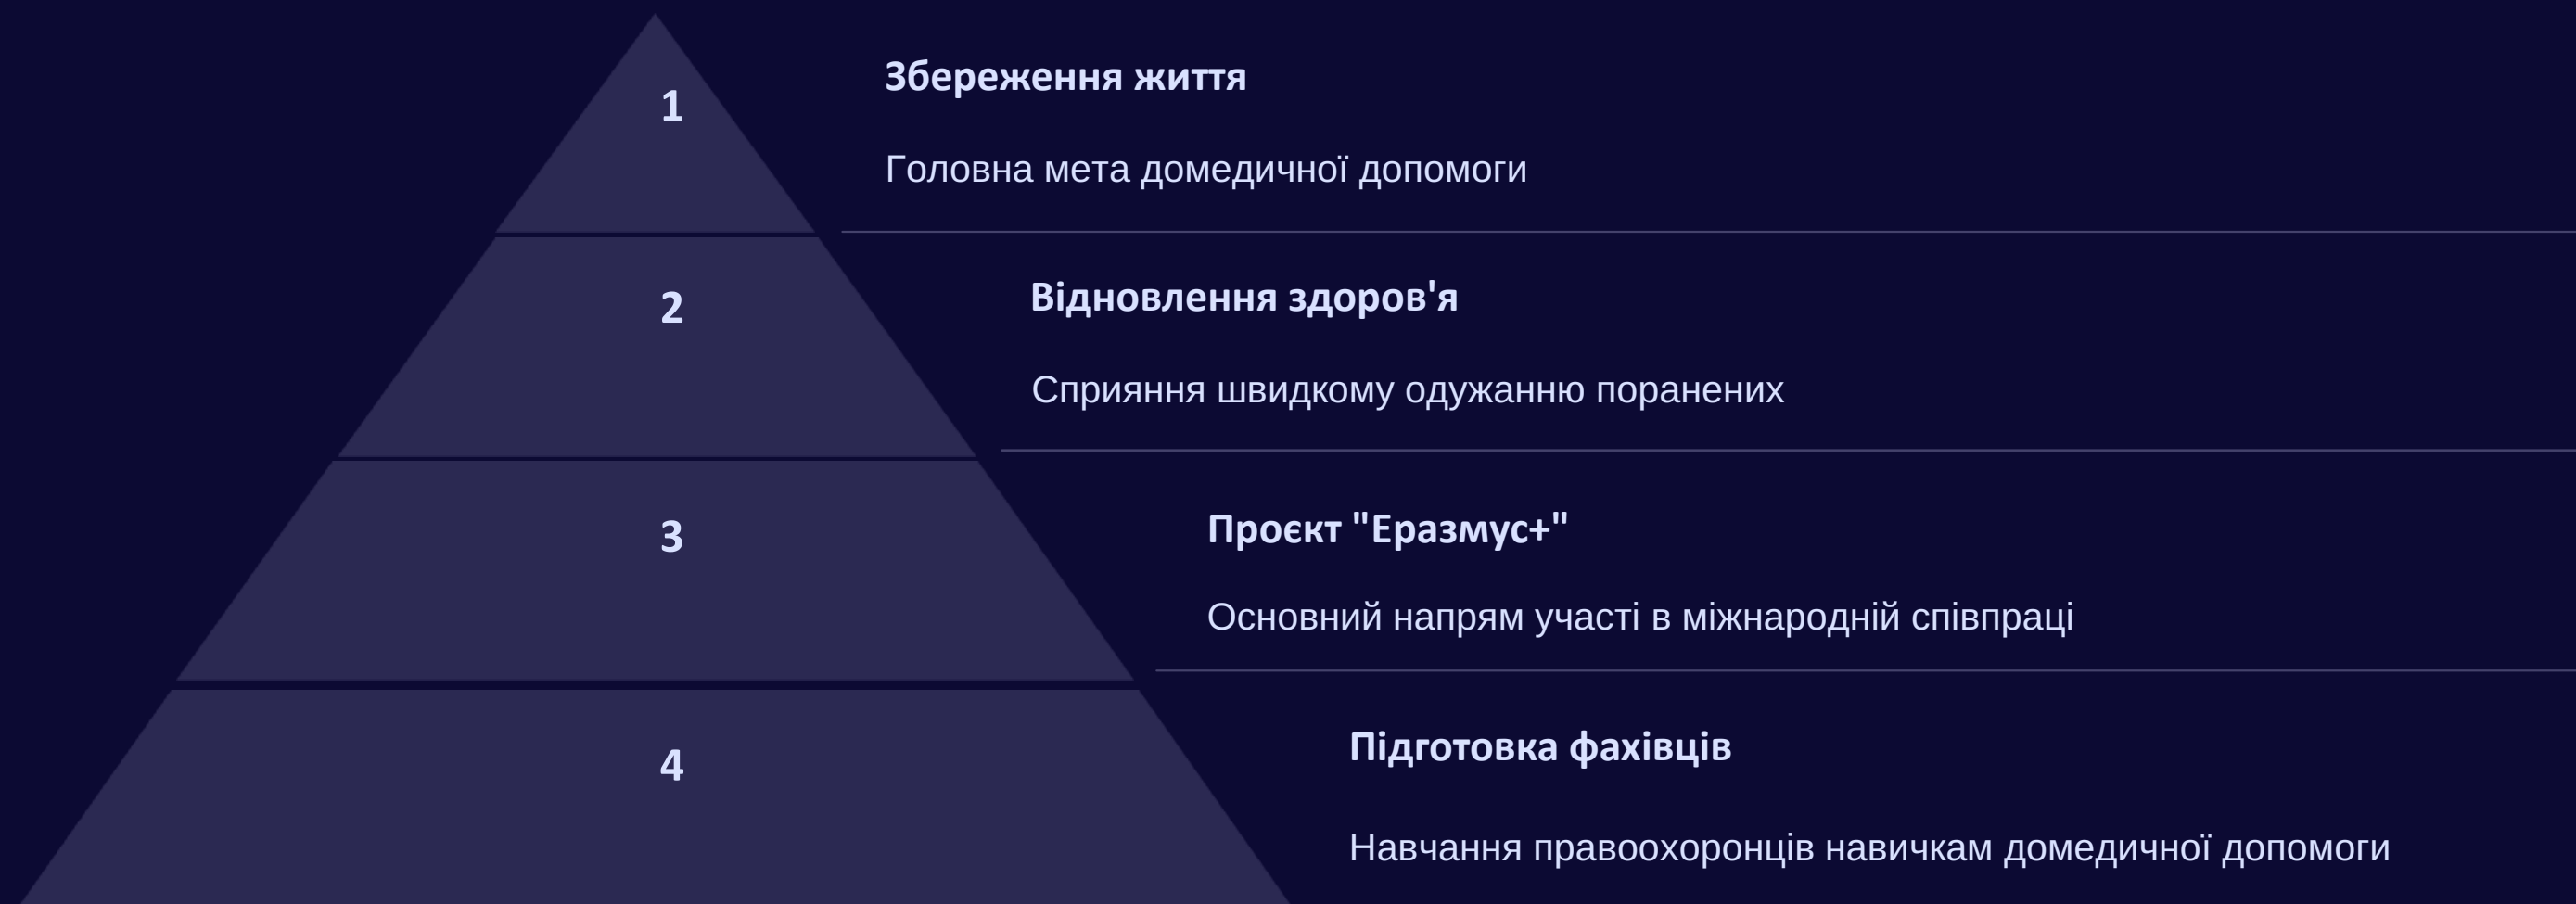 1
Збереження життя
Головна мета домедичної допомоги
2
Відновлення здоров'я
Сприяння швидкому одужанню поранених
3
Проєкт "Еразмус+"
Основний напрям участі в міжнародній співпраці
4
Підготовка фахівців
Навчання правоохоронців навичкам домедичної допомоги